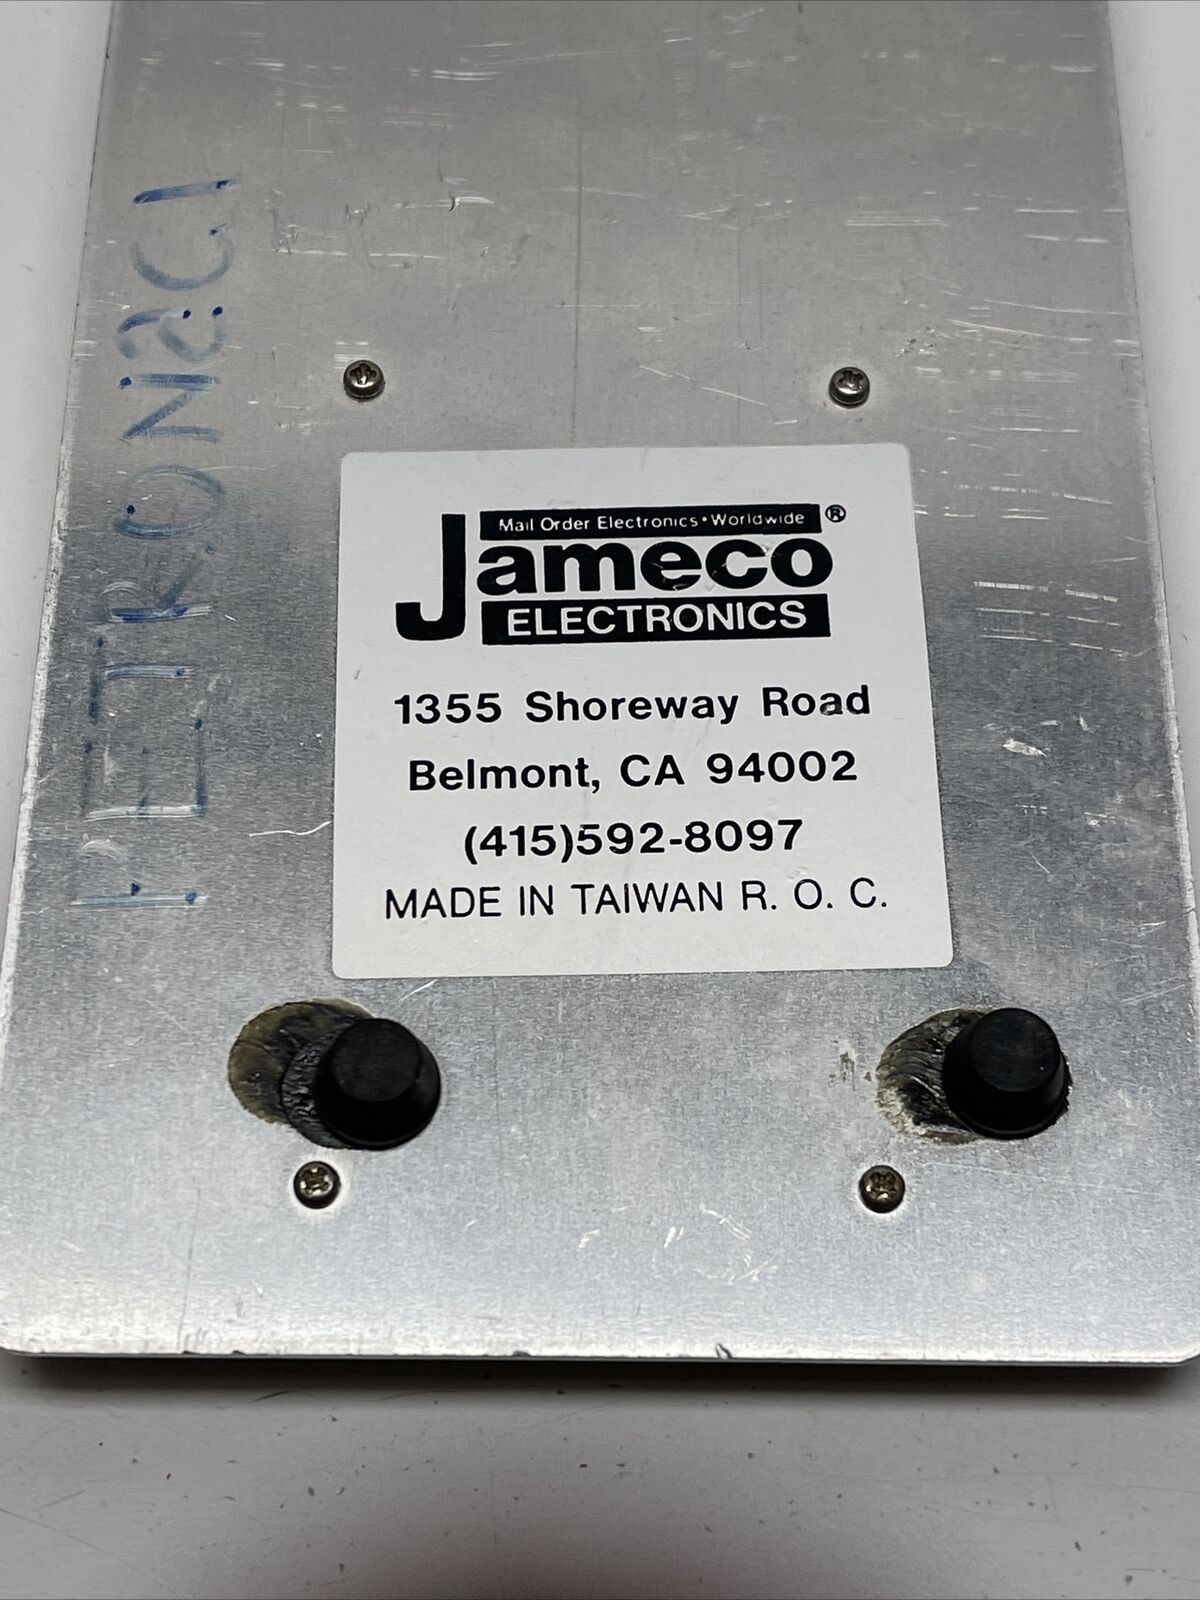 Mail Order Electronics • Worldwide
Jameco®
ELECTRONICS
1355 Shoreway Road
Belmont, CA 94002
(415)592-8097
MADE IN TAIWAN R. O. C.